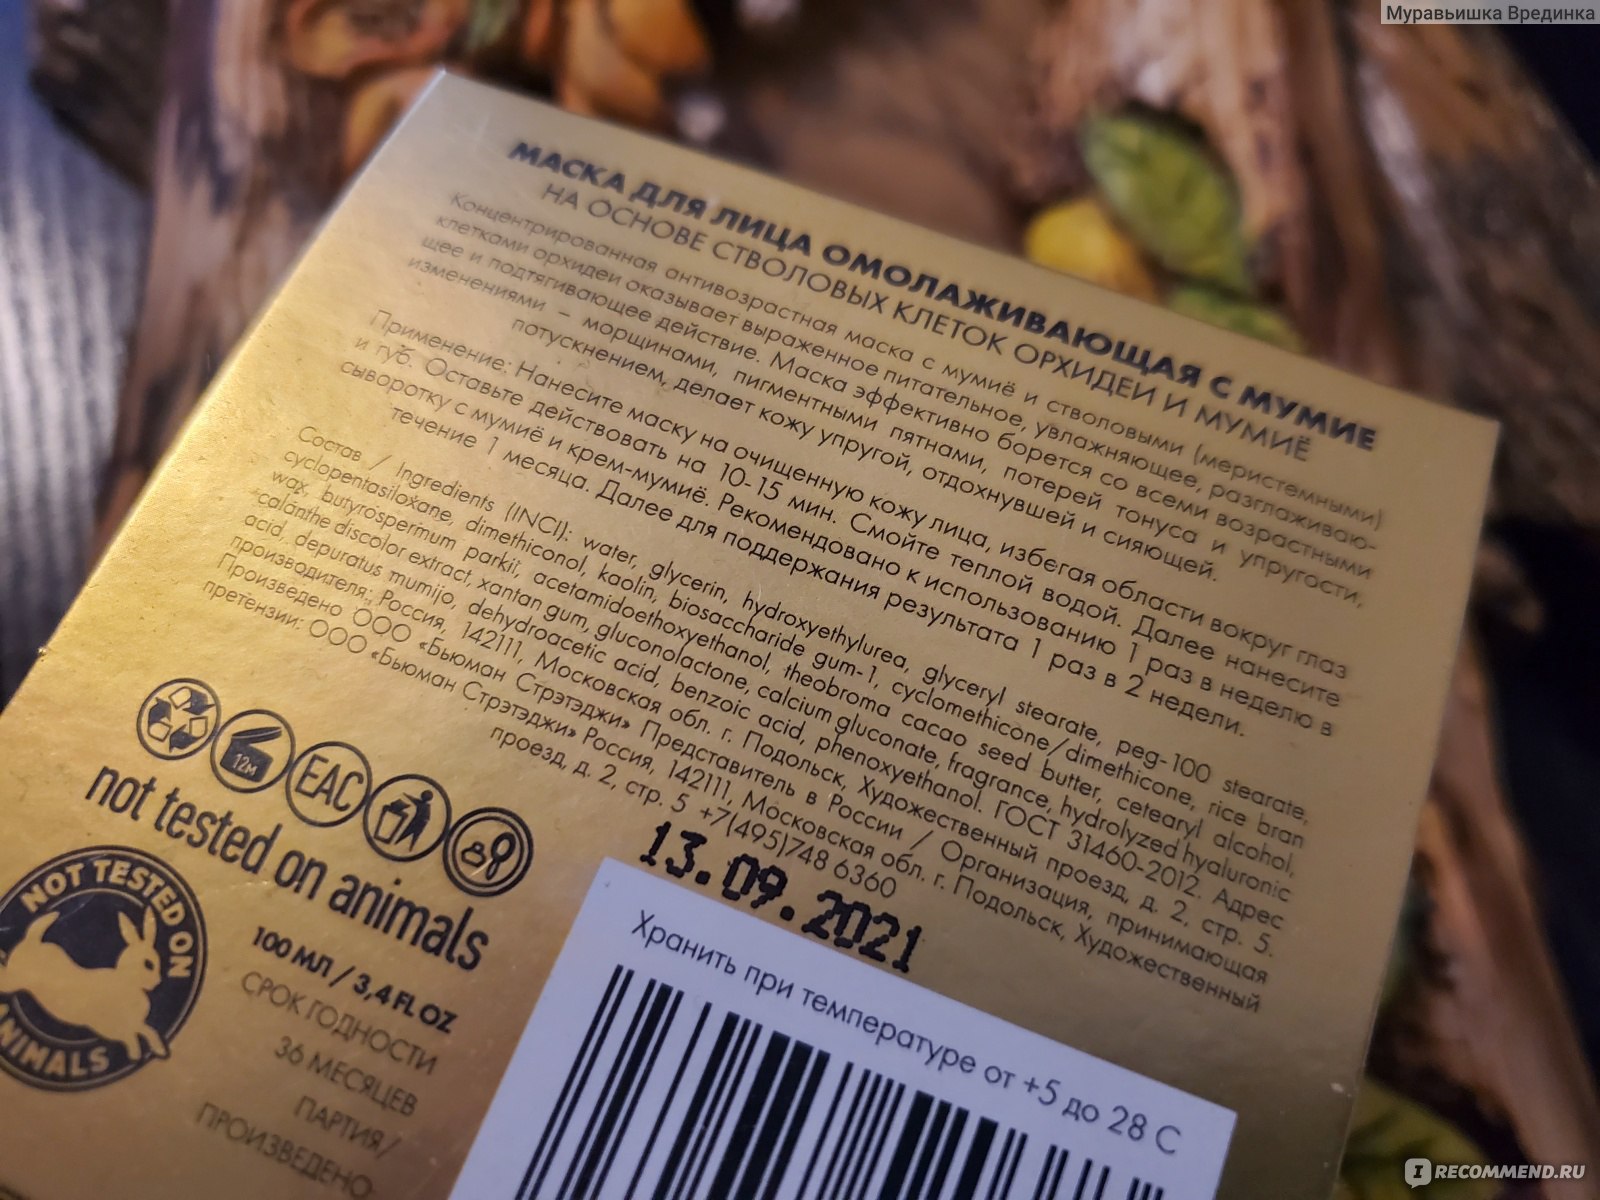 Муравьишка Врединка
МАСКА ДЛЯ ЛИЦА ОМОЛАЖИВАЮЩАЯ С МУМИЕ
НА ОСНОВЕ СТВОЛОВЫХ КЛЕТОК ОРХИДЕИ И МУМИЁ
Концентрированная антивозрастная маска с мумиё и стволовыми (меристемными)
клетками орхидеи оказывает выраженное питательное, увлажняющее, разглаживаю-
щее и подтягивающее действие. Маска эффективно борется со всеми возрастными
изменениями – морщинами, пигментными пятнами, потерей тонуса и упругости,
потускнением, делает кожу упругой, отдохнувшей и сияющей.
Применение: Нанесите маску на очищенную кожу лица, избегая области вокруг глаз
и губ. Оставьте действовать на 10-15 мин. Смойте теплой водой. Далее нанесите
сыворотку с мумиё и крем-мумиё. Рекомендовано к использованию 1 раз в неделю в
течение 1 месяца. Далее для поддержания результата 1 раз в 2 недели.
Состав / Ingredients (INCI): water, glycerin, hydroxyethylurea, glyceryl stearate, peg-100 stearate,
cyclopentasiloxane, dimethiconol, kaolin, biosaccharide gum-1, cyclomethicone/dimethicone, rice bran
wax, butyrospermum parkii, acetamidoethoxyethanol, theobroma cacao seed butter, cetearyl alcohol,
calanthe discolor extract, xantan gum, gluconolactone, calcium gluconate, fragrance, hydrolyzed hyaluronic
acid, depuratus mumijo, dehydroacetic acid, benzoic acid, phenoxyethanol. ГОСТ 31460-2012. Адрес
производителя: Россия, 142111, Московская обл. г. Подольск, Художественный проезд, д. 2, стр. 5.
Произведено ООО «Бьюман Стрэтэджи» Представитель в России / Организация, принимающая
претензии: ООО «Бьюман Стрэтэджи» Россия, 142111, Московская обл. г. Подольск, Художественный
проезд, д. 2, стр. 5 +7(495)748 6360
12М
EAC
not tested on animals
NOT TESTED ON
ANIMALS
100 МЛ / 3,4 FL OZ
СРОК ГОДНОСТИ
36 МЕСЯЦЕВ
ПАРТИЯ/
ПРОИЗВЕДЕНО
13.09.2021
Хранить при температуре от +5 до 28 С
IRECOMMEND.RU